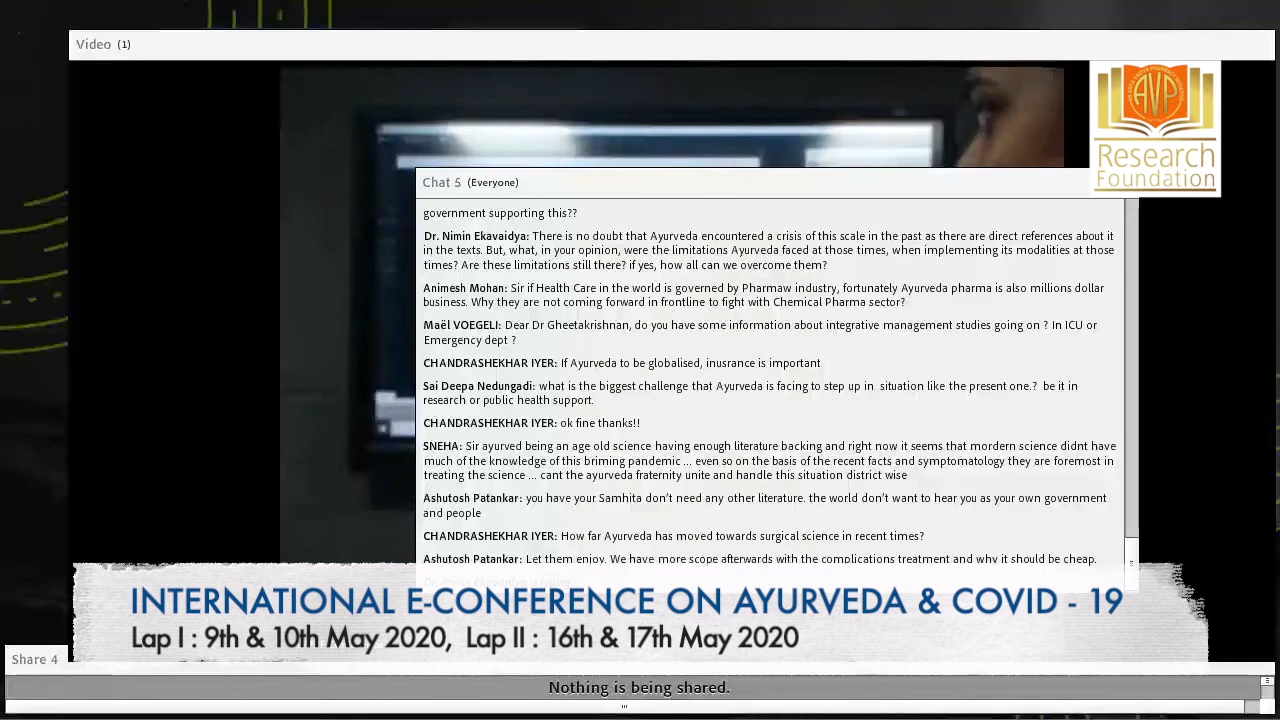 Video (1)
AVP
Research
Foundation
Chat 5 (Everyone)
government supporting this??
Dr. Nimin Ekavaidya: There is no doubt that Ayurveda encountered a crisis of this scale in the past as there are direct references about it
in the texts. But, what, in your opinion, were the limitations Ayurveda faced at those times, when implementing its modalities at those
times? Are these limitations still there? if yes, how all can we overcome them?
Animesh Mohan: Sir if Health Care in the world is governed by Pharmaw industry, fortunately Ayurveda pharma is also millions dollar
business. Why they are not coming forward in frontline to fight with Chemical Pharma sector?
Maël VOEGELI: Dear Dr Gheetakrishnan, do you have some information about integrative management studies going on ? In ICU or
Emergency dept ?
CHANDRASHEKHAR IYER: If Ayurveda to be globalised, inusrance is important
Sai Deepa Nedungadi: what is the biggest challenge that Ayurveda is facing to step up in situation like the present one.? be it in
research or public health support.
CHANDRASHEKHAR IYER: ok fine thanks!!
SNEHA: Sir ayurved being an age old science having enough literature backing and right now it seems that mordern science didnt have
much of the knowledge of this briming pandemic ... even so on the basis of the recent facts and symptomatology they are foremost in
treating the science ... cant the ayurveda fraternity unite and handle this situation district wise
Ashutosh Patankar: you have your Samhita don't need any other literature. the world don't want to hear you as your own government
and people
CHANDRASHEKHAR IYER: How far Ayurveda has moved towards surgical science in recent times?
Ashutosh Patankar: Let them enjoy. We have more scope afterwards with the complications treatment and why it should be cheap.
Dr. Nimin Ekavaidya is typing...
INTERNATIONAL E-CONFERENCE ON AYURVEDA & COVID - 19
Lap I : 9th & 10th May 2020, Lap II : 16th & 17th May 2020
Share 4
Nothing is being shared.